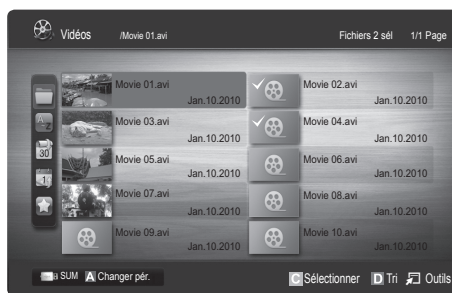 Vidéos /Movie 01.avi Fichiers 2 sél 1/1 Page
Movie 01.avi Movie 02.avi
Jan.10.2010 Jan.10.2010
Movie 03.avi Movie 04.avi
Jan.10.2010 Jan.10.2010
Movie 05.avi Movie 06.avi
Jan.10.2010 Jan.10.2010
Movie 07.avi Movie 08.avi
Jan.10.2010 Jan.10.2010
Movie 09.avi Movie 10.avi
Jan.10.2010 Jan.10.2010
A
Z
30
1
a SUM A Changer pér. C Sélectionner D Tri Outils